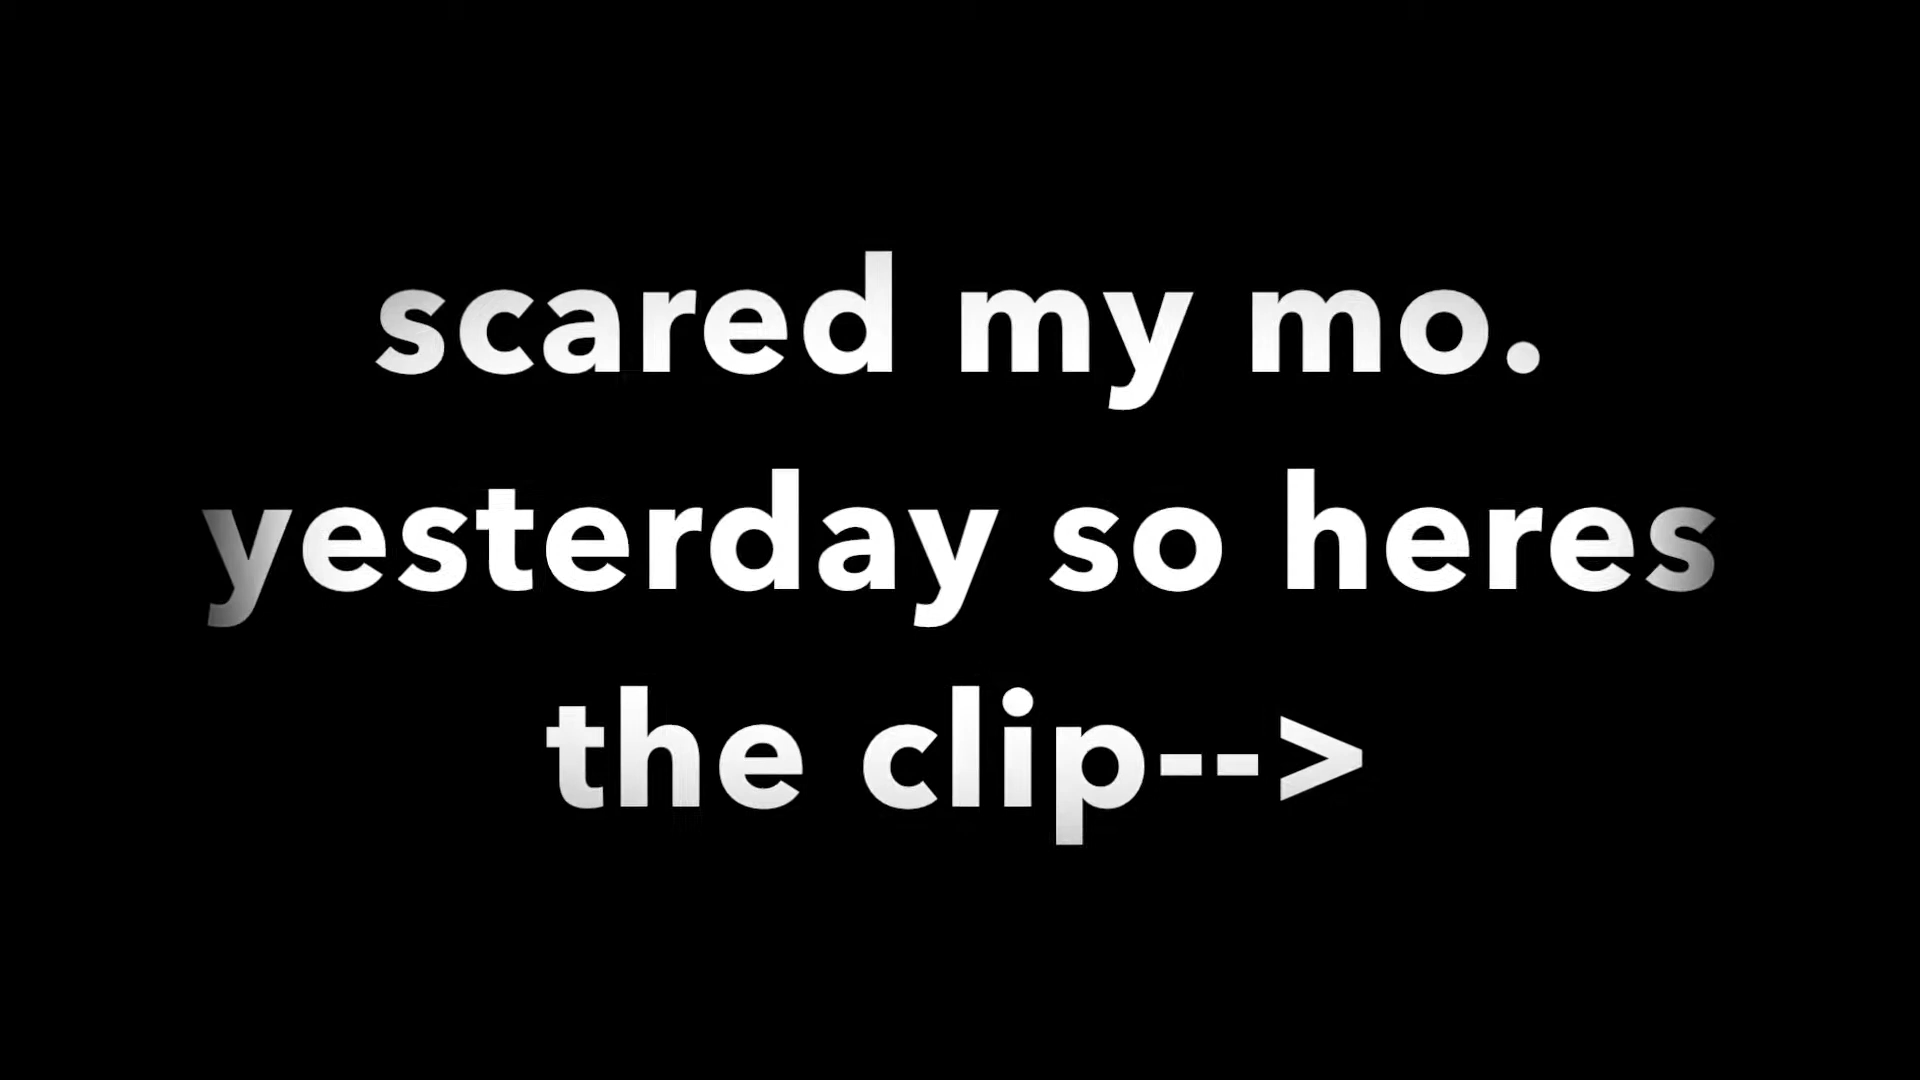 scared my mo.
yesterday so heres
the clip-->